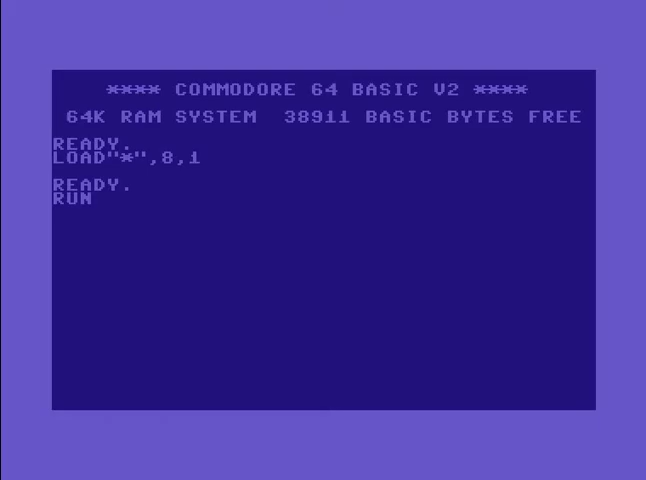 **** COMMODORE 64 BASIC V2 ****
64K RAM SYSTEM  38911 BASIC BYTES FREE
READY.
LOAD"*",8,1
READY.
RUN